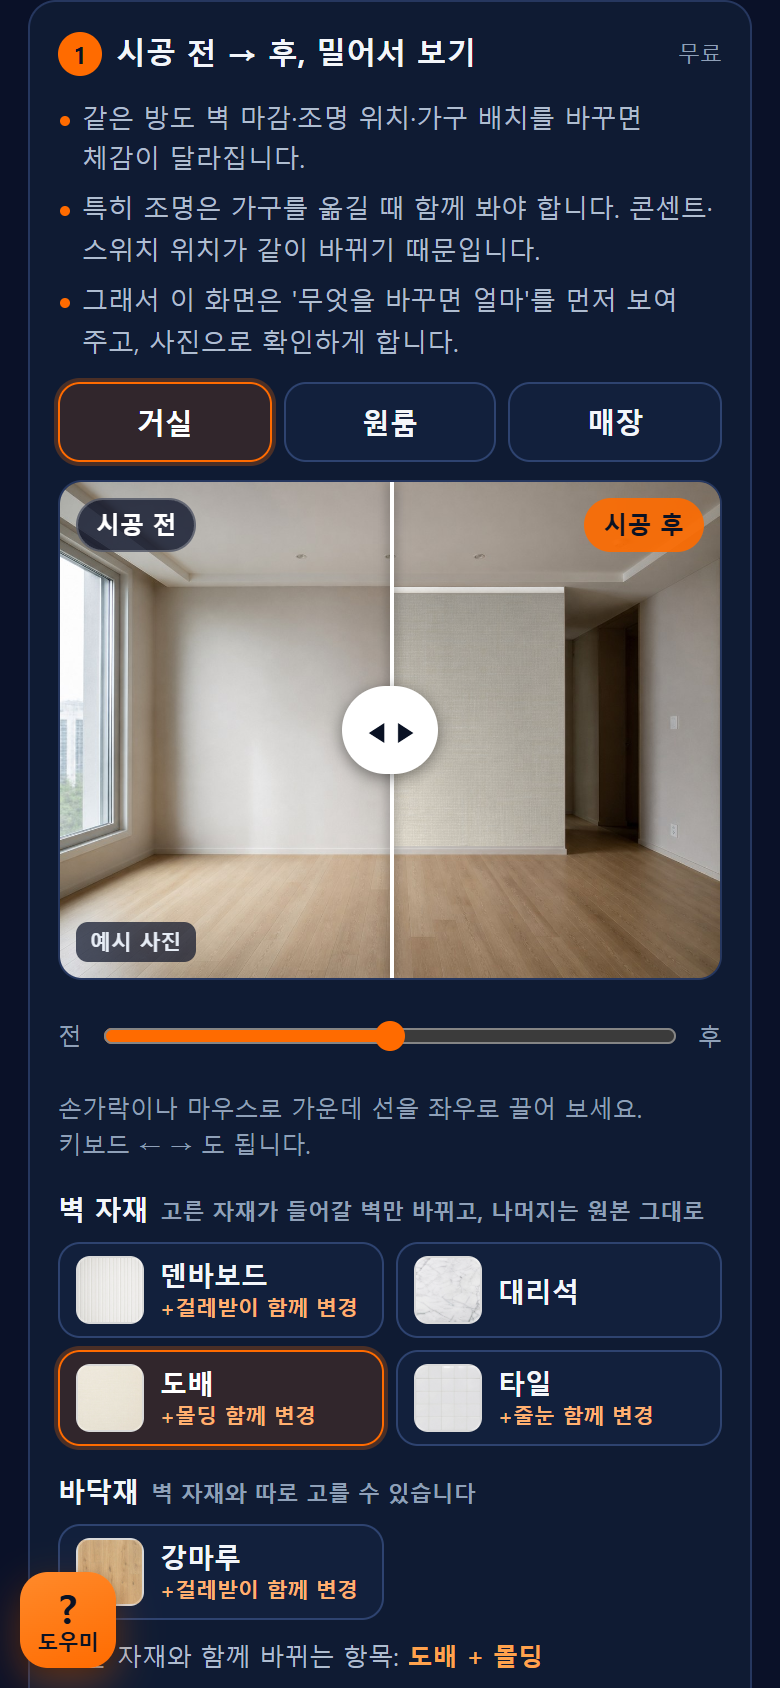 1 시공 전 → 후, 밀어서 보기 무료
같은 방도 벽 마감·조명 위치·가구 배치를 바꾸면
체감이 달라집니다.
특히 조명은 가구를 옮길 때 함께 봐야 합니다. 콘센트·
스위치 위치가 같이 바뀌기 때문입니다.
그래서 이 화면은 '무엇을 바꾸면 얼마'를 먼저 보여
주고, 사진으로 확인하게 합니다.
거실 원룸 매장
시공 전 시공 후
예시 사진
전 후
손가락이나 마우스로 가운데 선을 좌우로 끌어 보세요.
키보드 ← → 도 됩니다.
벽 자재 고른 자재가 들어갈 벽만 바뀌고, 나머지는 원본 그대로
덴바보드
+걸레받이 함께 변경
대리석
도배
+몰딩 함께 변경
타일
+줄눈 함께 변경
바닥재 벽 자재와 따로 고를 수 있습니다
강마루
+걸레받이 함께 변경
?
도우미
자재와 함께 바뀌는 항목: 도배 + 몰딩